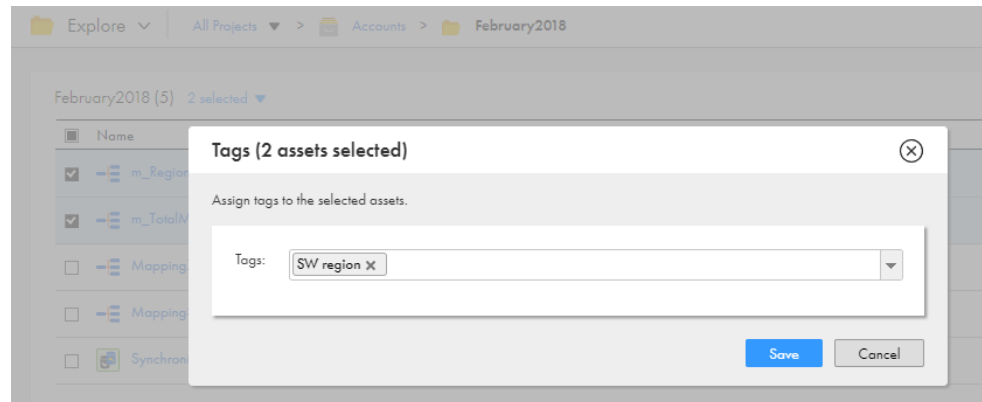 Explore All Projects > Accounts > February2018
February2018 (5) 2 selected
Name
Tags (2 assets selected)
m_Region
Assign tags to the selected assets.
m_TotalM
Tags: SW region
Mapping
Mapping
Save Cancel
Synchron